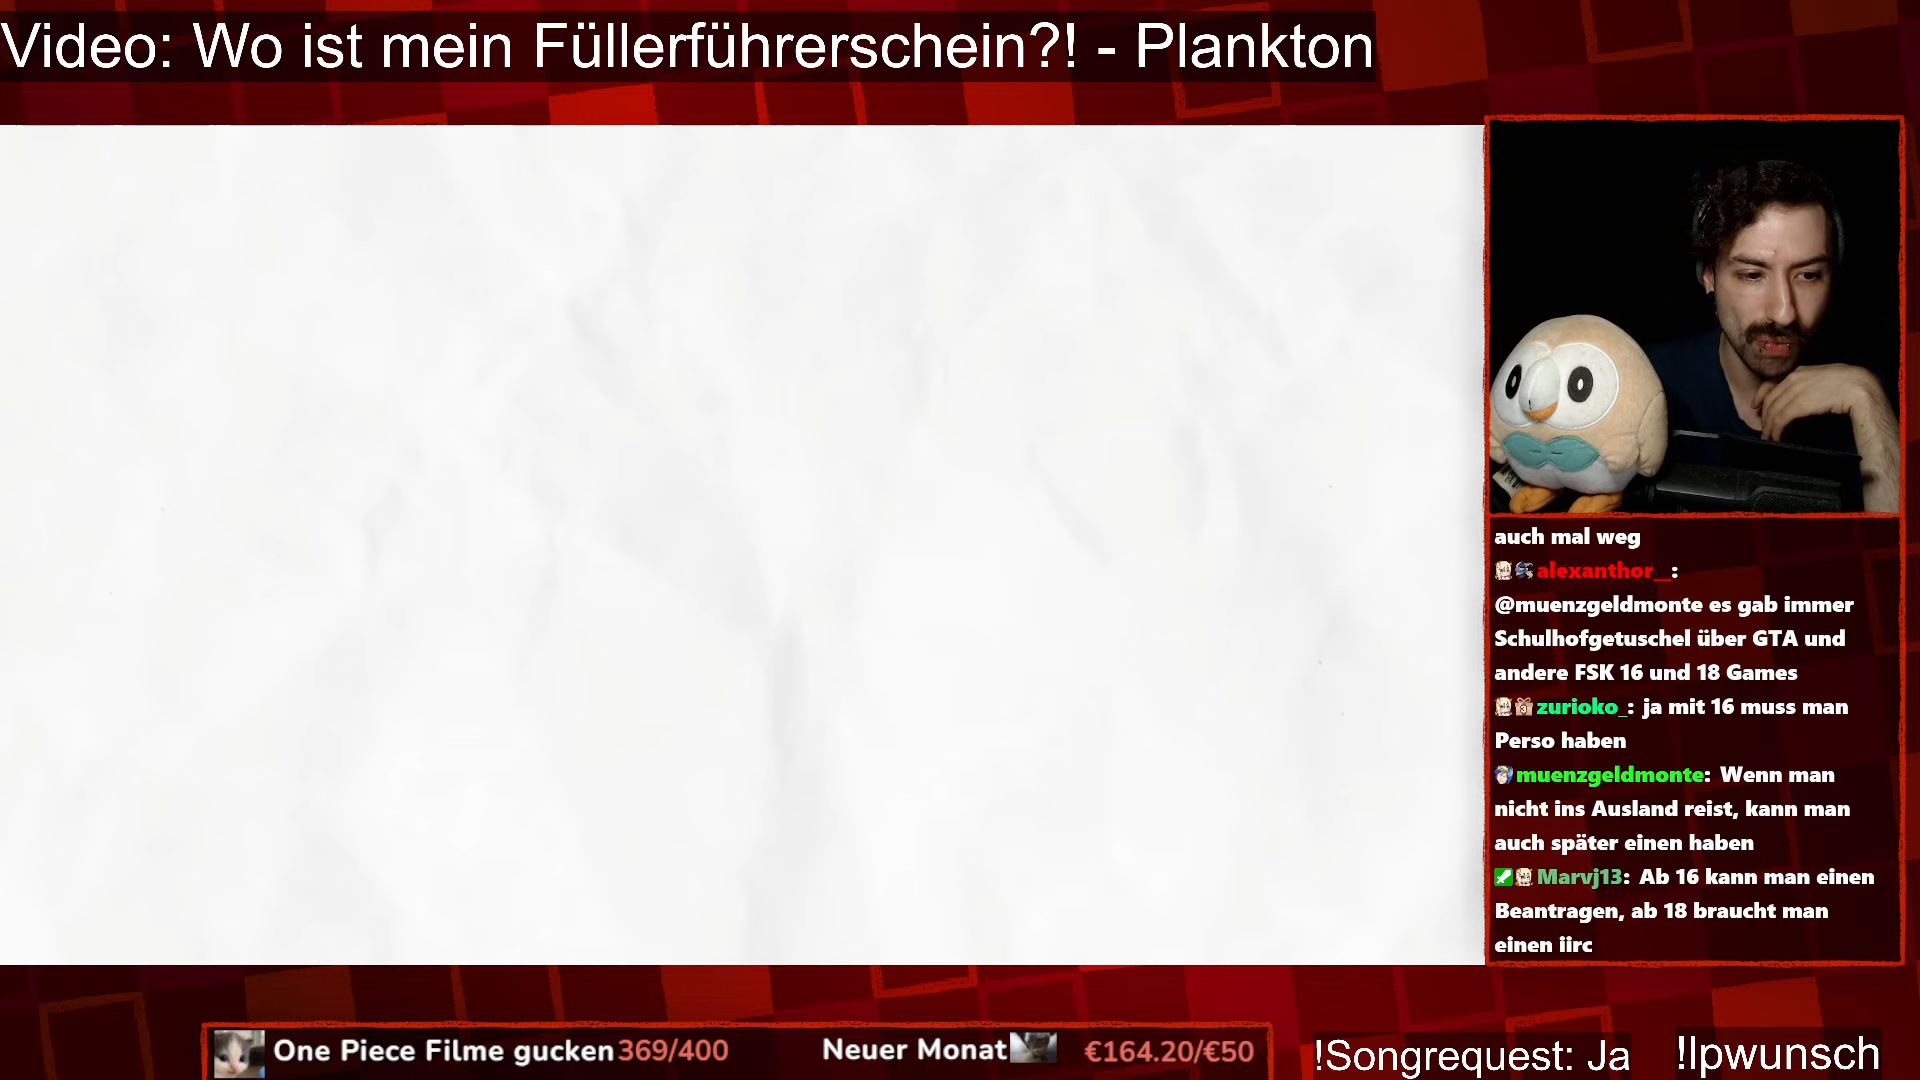 Video: Wo ist mein Füllerführerschein?! - Plankton
auch mal weg
alexanthor__:
@muenzgeldmonte es gab immer
Schulhofgetuschel über GTA und
andere FSK 16 und 18 Games
zurioko_: ja mit 16 muss man
Perso haben
muenzgeldmonte: Wenn man
nicht ins Ausland reist, kann man
auch später einen haben
Marvj13: Ab 16 kann man einen
Beantragen, ab 18 braucht man
einen iirc
One Piece Filme gucken 369/400
Neuer Monat €164.20/€50
!Songrequest: Ja
!lpwunsch